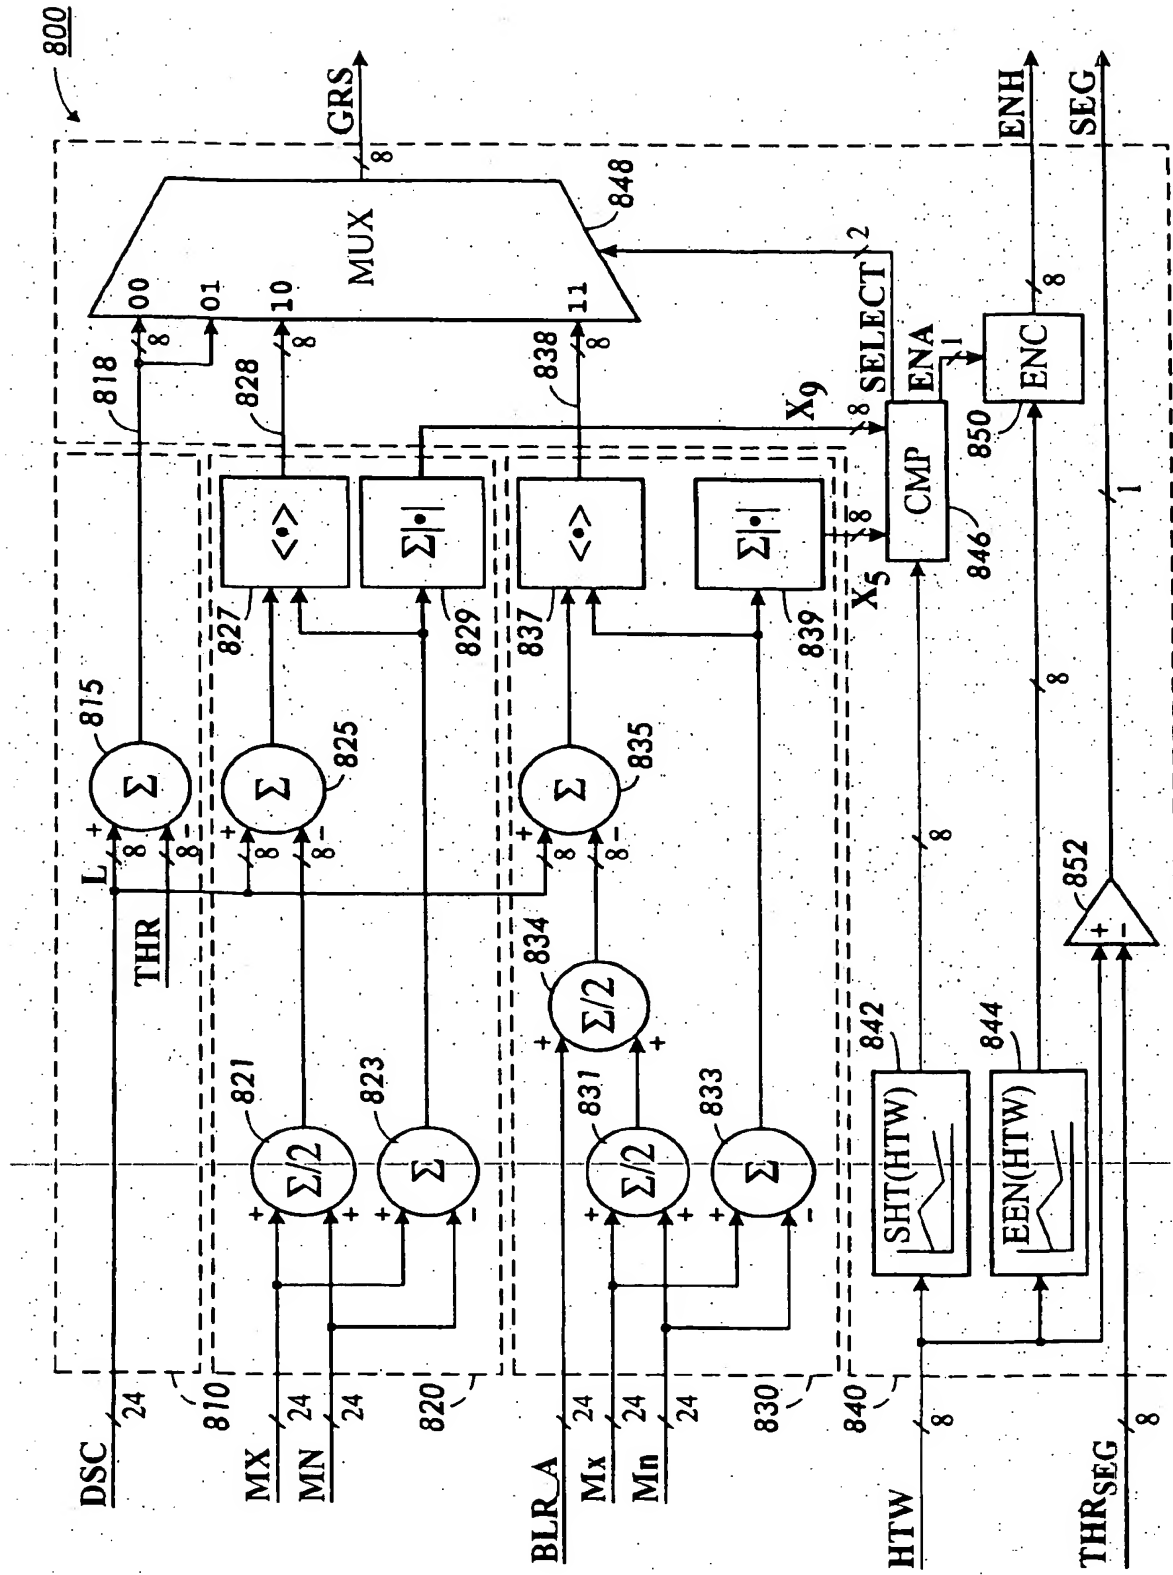 800
GRS
ENH
SEG
8
MUX
848
00
01
10
11
8
8
8
2
SELECT
ENA
1
8
818
828
838
X9
8
X5
8
CMP
846
ENC
850
1
<•>
827
Σ|•|
829
<•>
837
Σ|•|
839
8
8
815
Σ
+
-
L
8
8
THR
825
Σ
+
-
8
8
835
Σ
+
-
8
8
834
Σ/2
+
+
852
+
-
821
Σ/2
+
+
823
Σ
+
-
831
Σ/2
+
+
833
Σ
+
-
842
SHT(HTW)
844
EEN(HTW)
810
820
830
840
DSC
24
MX
24
MN
24
BLR_A
24
Mx
24
Mn
24
HTW
8
THRSEG
8